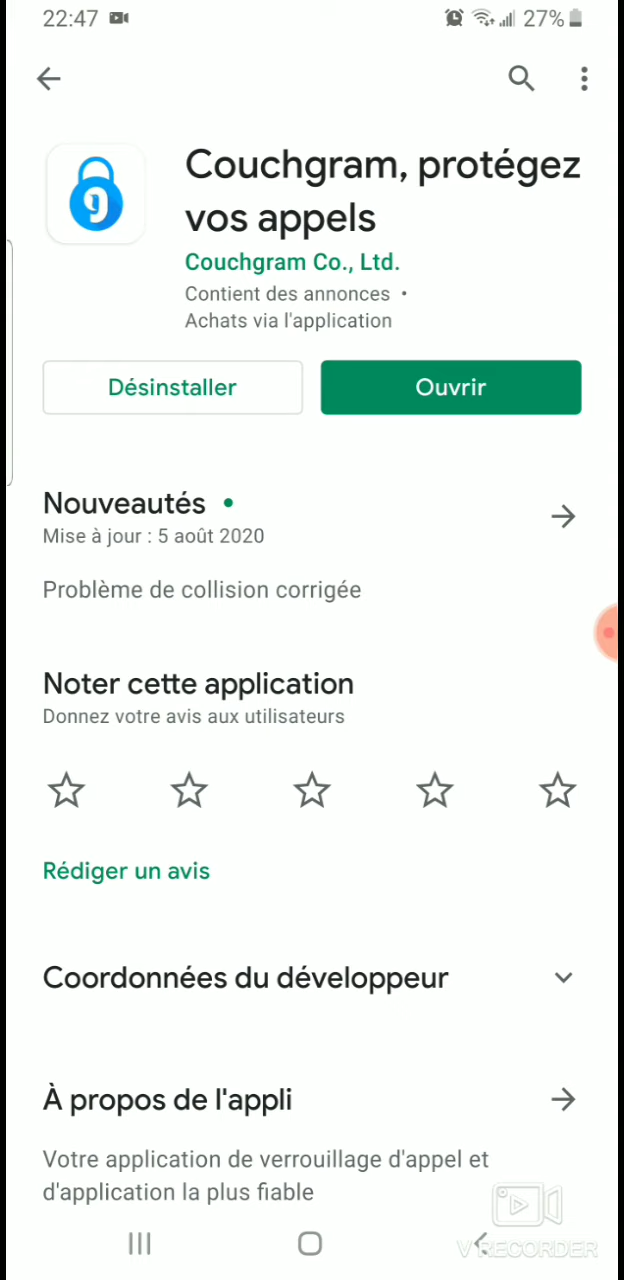 22:47
27%
Couchgram, protégez
vos appels
Couchgram Co., Ltd.
Contient des annonces •
Achats via l'application
Désinstaller
Ouvrir
Nouveautés •
Mise à jour : 5 août 2020
Problème de collision corrigée
Noter cette application
Donnez votre avis aux utilisateurs
Rédiger un avis
Coordonnées du développeur
À propos de l'appli
Votre application de verrouillage d'appel et
d'application la plus fiable
V RECORDER